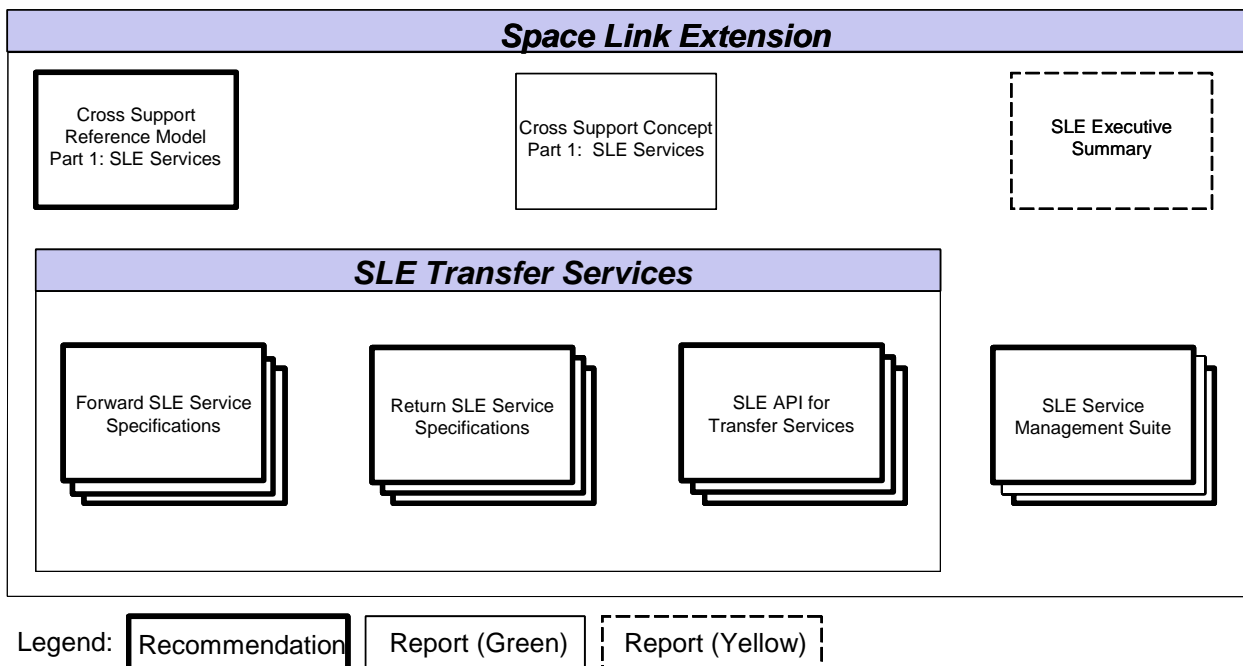 Space Link Extension
Cross Support
Reference Model
Part 1: SLE Services
Cross Support Concept
Part 1: SLE Services
SLE Executive
Summary
SLE Transfer Services
Forward SLE Service
Specifications
Return SLE Service
Specifications
SLE API for
Transfer Services
SLE Service
Management Suite
Legend:
Recommendation
Report (Green)
Report (Yellow)